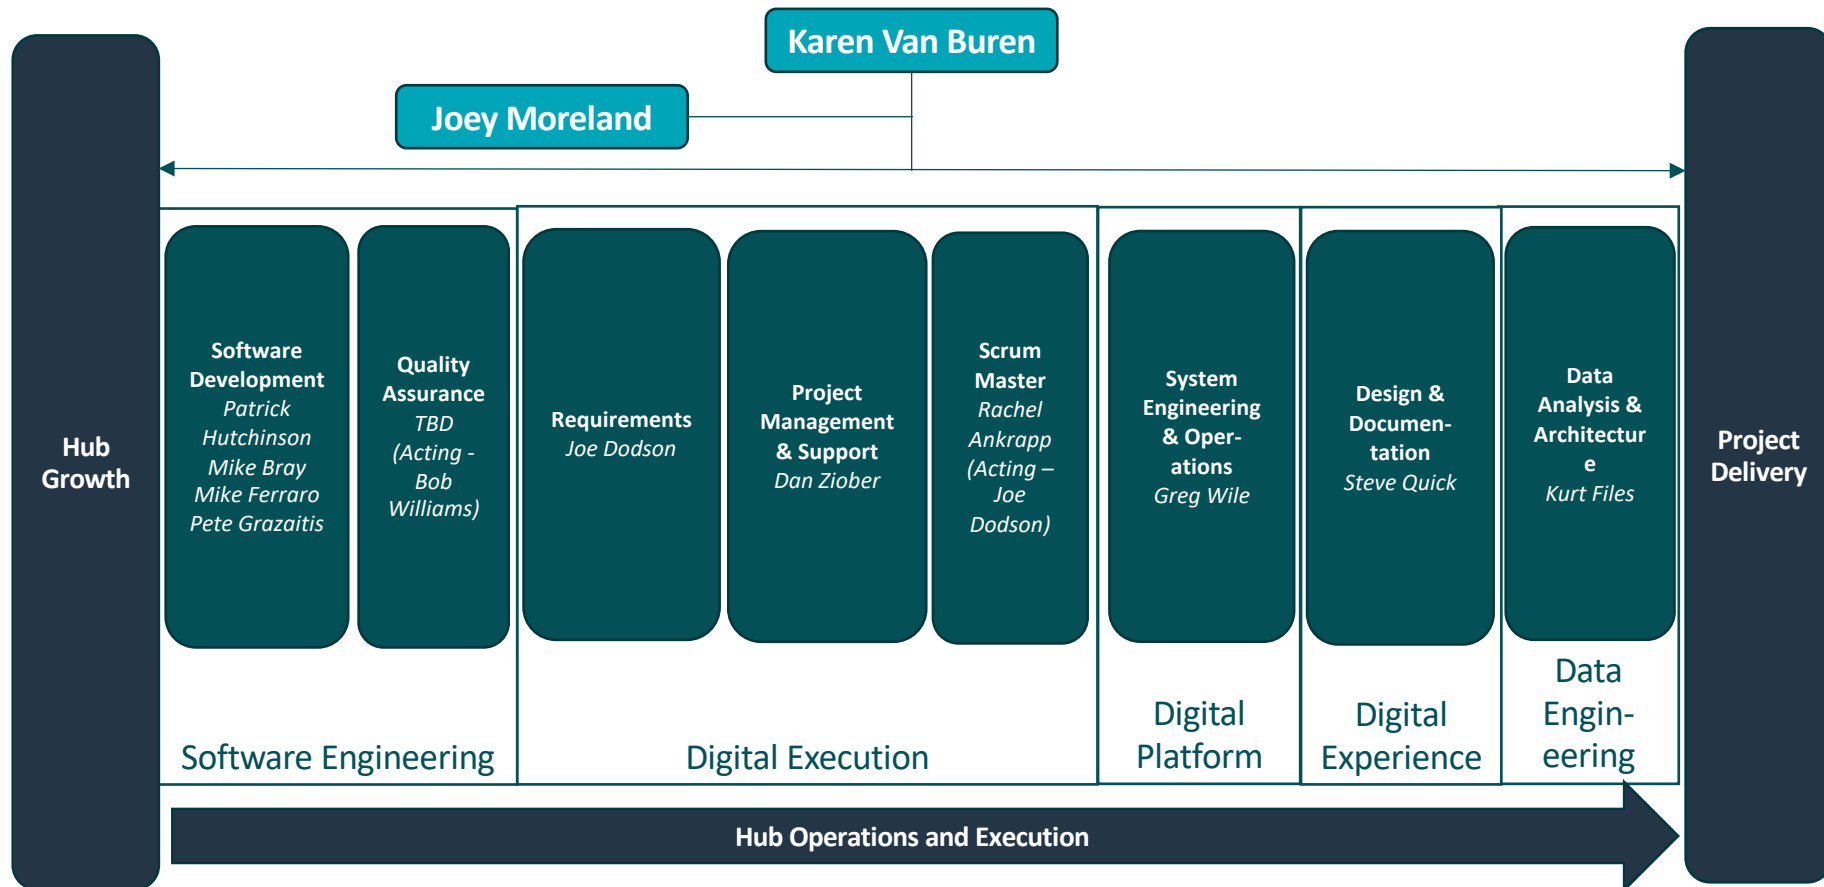 Karen Van Buren
Joey Moreland
Hub
Growth
Software
Development
Patrick
Hutchinson
Mike Bray
Mike Ferraro
Pete Grazaitis
Quality
Assurance
TBD
(Acting -
Bob
Williams)
Software Engineering
Requirements
Joe Dodson
Project
Management
& Support
Dan Ziober
Scrum
Master
Rachel
Ankrapp
(Acting –
Joe
Dodson)
Digital Execution
System
Engineering
& Oper-
ations
Greg Wile
Digital
Platform
Design &
Documen-
tation
Steve Quick
Digital
Experience
Data
Analysis &
Architectur
e
Kurt Files
Data
Engin-
eering
Project
Delivery
Hub Operations and Execution